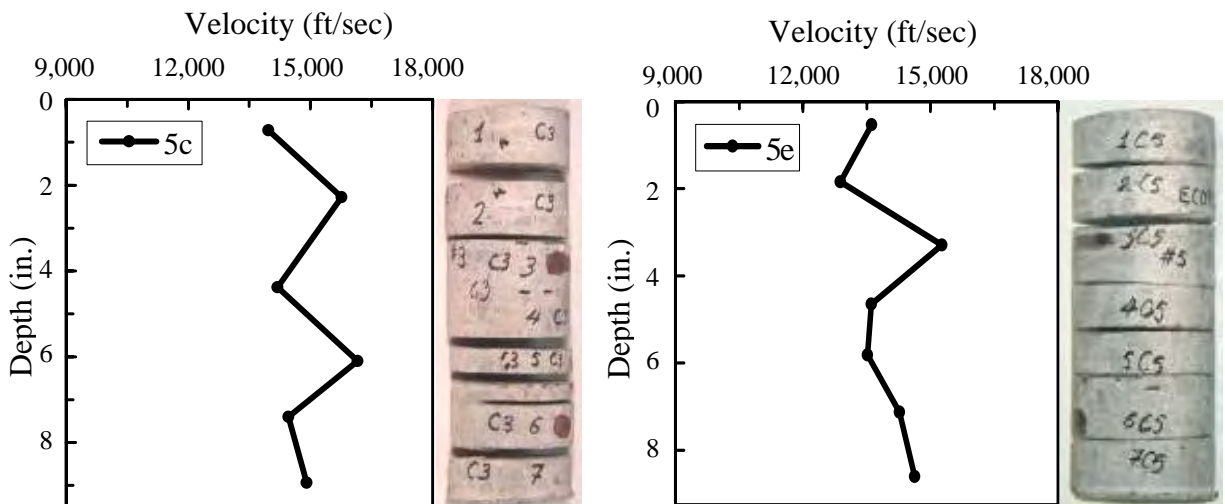 Velocity (ft/sec)
9,000 12,000 15,000 18,000
0
2
4
6
8
Depth (in.)
5c
1 C3
2 C3
C3 3
4
C3 5 C3
C3 6
C3 7
Velocity (ft/sec)
9,000 12,000 15,000 18,000
0
2
4
6
8
Depth (in.)
5e
1C5
2C5
3C5
#5
4C5
5C5
6C5
7C5